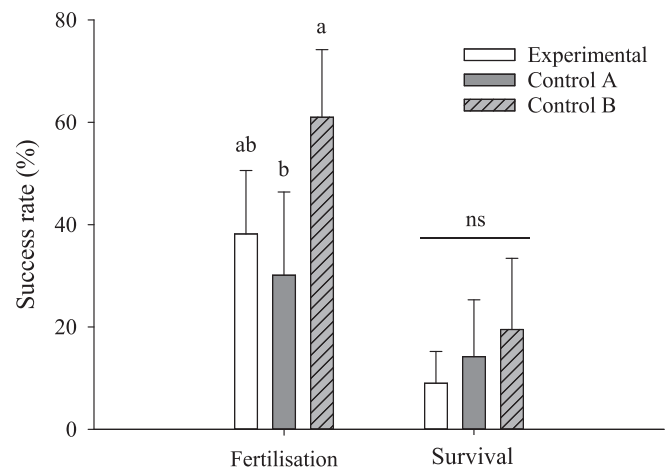 80
60
40
20
0
Success rate (%)
Experimental
Control A
Control B
ab
b
a
ns
Fertilisation
Survival